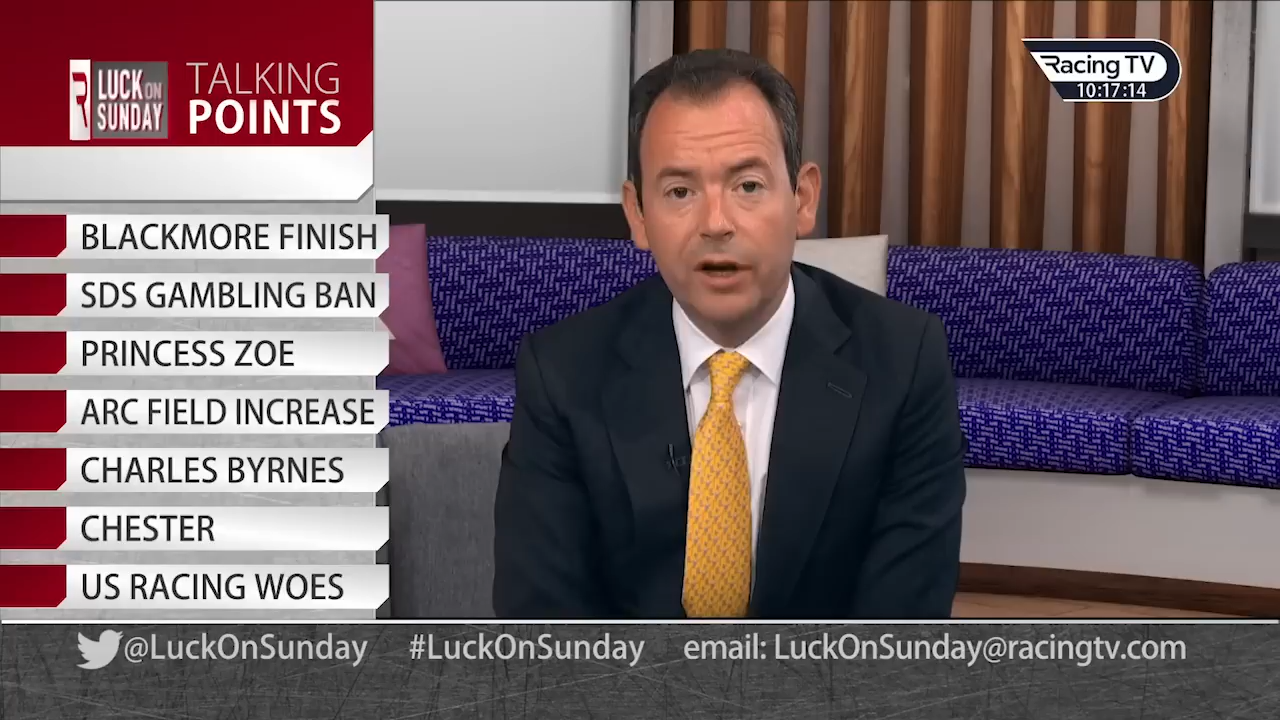 LUCK ON
SUNDAY
TALKING
POINTS
Racing TV
10:17:14
BLACKMORE FINISH
SDS GAMBLING BAN
PRINCESS ZOE
ARC FIELD INCREASE
CHARLES BYRNES
CHESTER
US RACING WOES
@LuckOnSunday #LuckOnSunday email: LuckOnSunday@racingtv.com